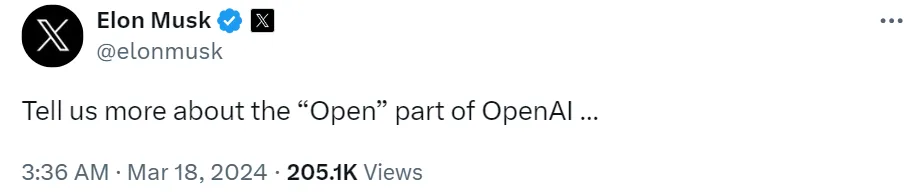 Elon Musk
@elonmusk
Tell us more about the “Open” part of OpenAI ...
3:36 AM · Mar 18, 2024 · 205.1K Views